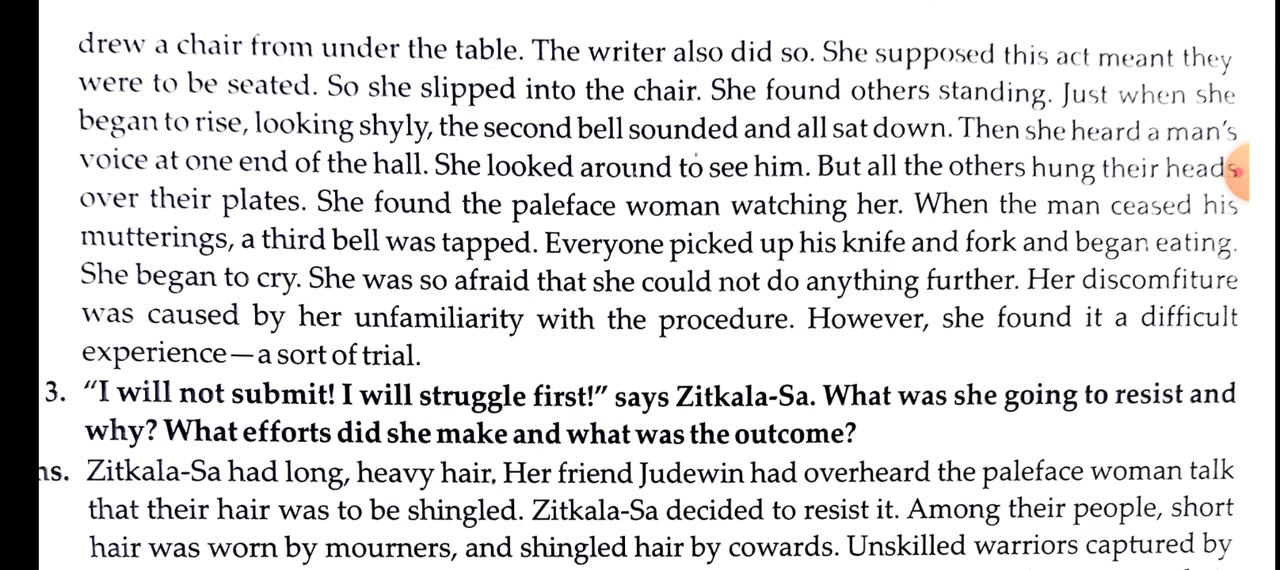 drew a chair from under the table. The writer also did so. She supposed this act meant they
were to be seated. So she slipped into the chair. She found others standing. Just when she
began to rise, looking shyly, the second bell sounded and all sat down. Then she heard a man's
voice at one end of the hall. She looked around to see him. But all the others hung their heads
over their plates. She found the paleface woman watching her. When the man ceased his
mutterings, a third bell was tapped. Everyone picked up his knife and fork and began eating.
She began to cry. She was so afraid that she could not do anything further. Her discomfiture
was caused by her unfamiliarity with the procedure. However, she found it a difficult
experience—a sort of trial.
3. "I will not submit! I will struggle first!" says Zitkala-Sa. What was she going to resist and
why? What efforts did she make and what was the outcome?
ns. Zitkala-Sa had long, heavy hair. Her friend Judewin had overheard the paleface woman talk
that their hair was to be shingled. Zitkala-Sa decided to resist it. Among their people, short
hair was worn by mourners, and shingled hair by cowards. Unskilled warriors captured by